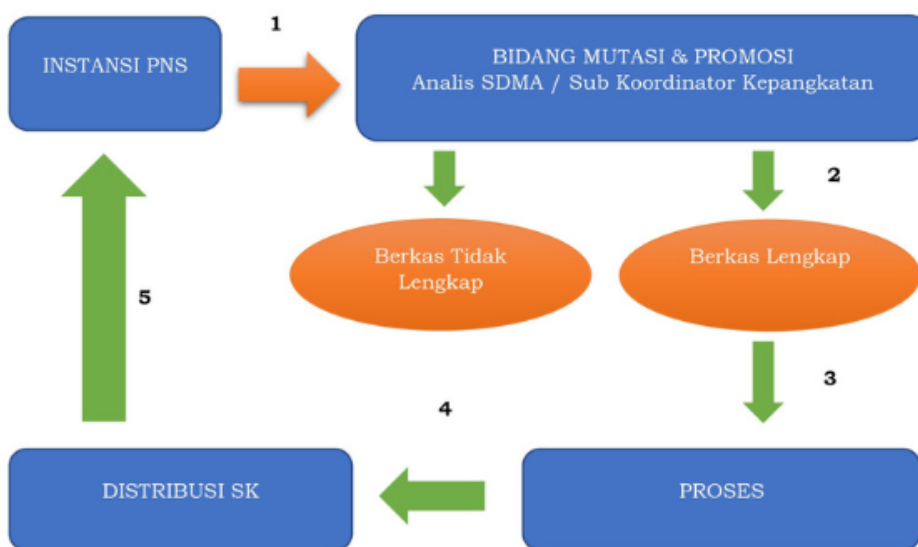 1
INSTANSI PNS
BIDANG MUTASI & PROMOSI
Analis SDMA / Sub Koordinator Kepangkatan
2
Berkas Tidak
Lengkap
Berkas Lengkap
5
3
4
DISTRIBUSI SK
PROSES